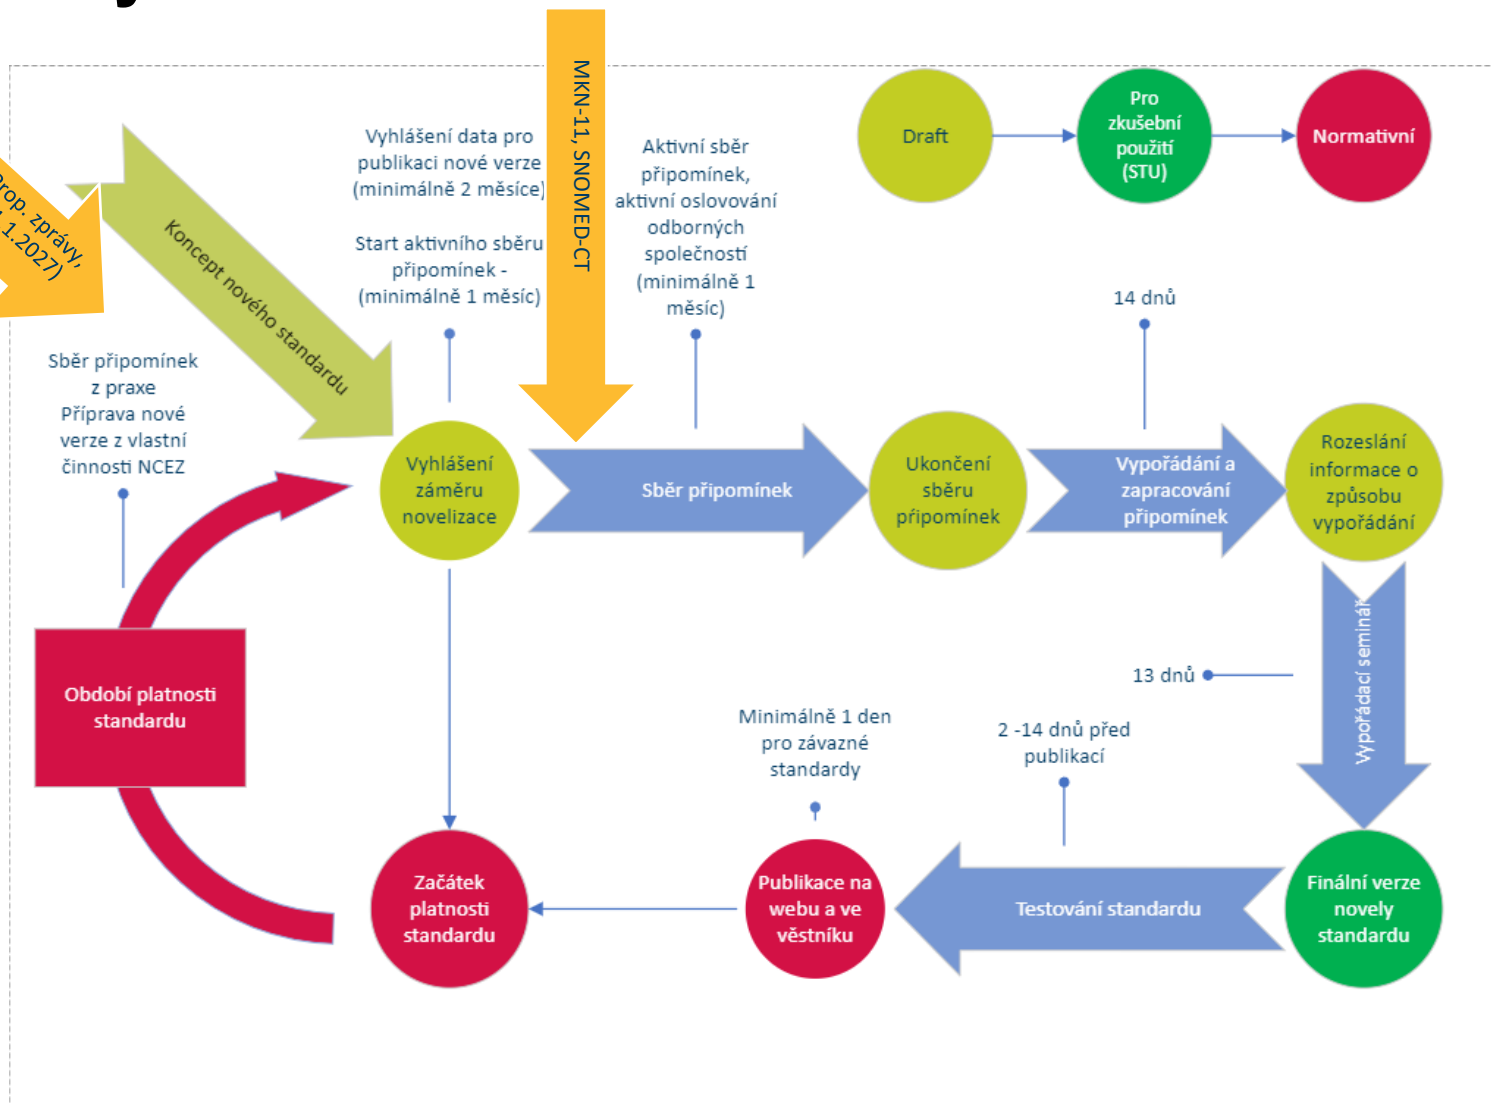 MKN-11, SNOMED-CT
Draft
Pro
zkušební
použití
(STU)
Normativní
Vyhlášení data pro
publikaci nové verze
(minimálně 2 měsíce)
Start aktivního sběru
připomínek -
(minimálně 1 měsíc)
Aktivní sběr
připomínek,
aktivní oslovování
odborných
společností
(minimálně 1
měsíc)
zprávy,
1.2027)
Koncept nového standardu
14 dnů
Sběr připomínek
z praxe
Příprava nové
verze z vlastní
činnosti NCEZ
Vyhlášení
záměru
novelizace
Sběr připomínek
Ukončení
sběru
připomínek
Vypořádání a
zapracování
připomínek
Rozeslání
informace o
způsobu
vypořádání
Období platnosti
standardu
13 dnů
Vypořádací seminář
Minimálně 1 den
pro závazné
standardy
2 -14 dnů před
publikací
Začátek
platnosti
standardu
Publikace na
webu a ve
věstníku
Testování standardu
Finální verze
novely
standardu